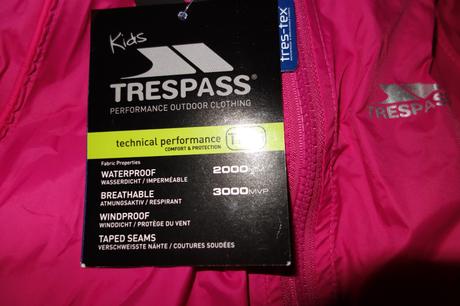 Kids
TRESPASS®
PERFORMANCE OUTDOOR CLOTHING
technical performance
COMFORT & PROTECTION
Fabric Properties
WATERPROOF 2000
WASSERDICHT / IMPERMÉABLE
BREATHABLE 3000MVP
ATMUNGSAKTIV / RESPIRANT
WINDPROOF
WINDDICHT / PROTÈGE DU VENT
TAPED SEAMS
VERSCHWEISSTE NÄHTE / COUTURES SOUDÉES
tres-tex
TRESPASS